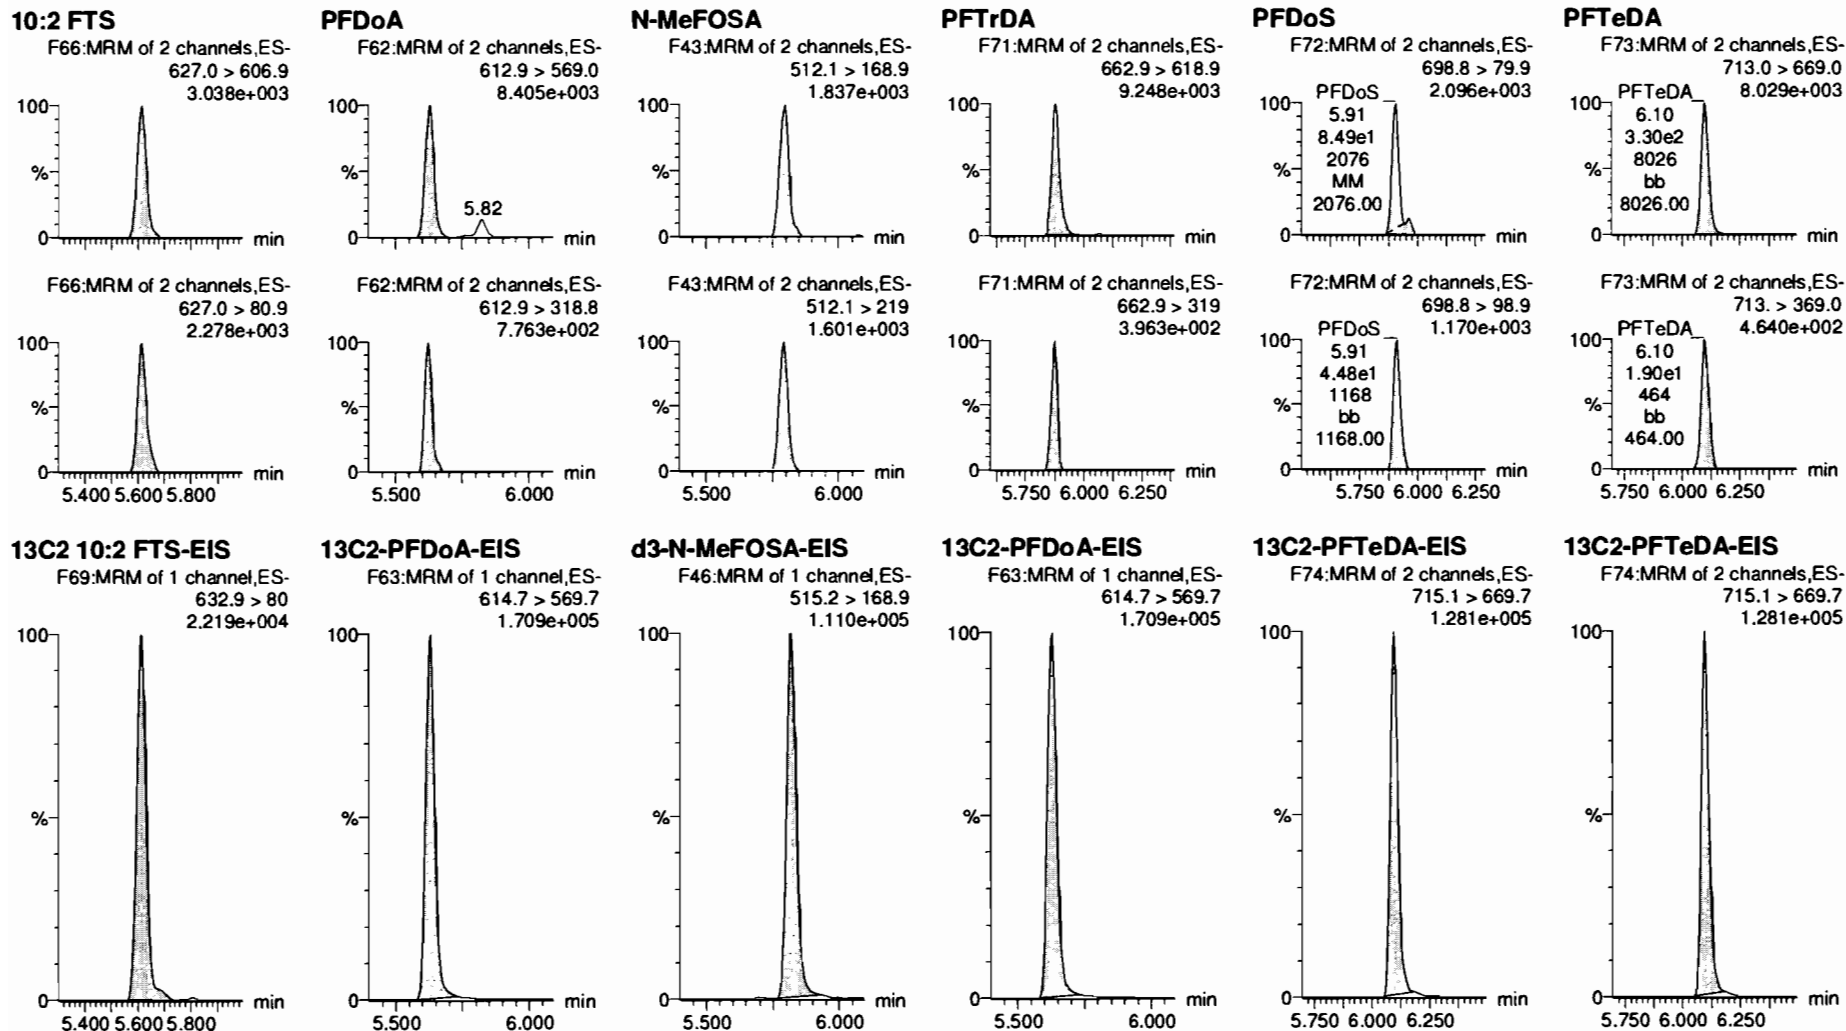 10:2 FTS
F66:MRM of 2 channels,ES-
627.0 > 606.9
3.038e+003
100
%
0
min
F66:MRM of 2 channels,ES-
627.0 > 80.9
2.278e+003
100
%
0
min
5.400 5.600 5.800
PFDoA
F62:MRM of 2 channels,ES-
612.9 > 569.0
8.405e+003
100
%
5.82
0
min
F62:MRM of 2 channels,ES-
612.9 > 318.8
7.763e+002
100
%
0
min
5.500 6.000
N-MeFOSA
F43:MRM of 2 channels,ES-
512.1 > 168.9
1.837e+003
100
%
0
min
F43:MRM of 2 channels,ES-
512.1 > 219
1.601e+003
100
%
0
min
5.500 6.000
PFTrDA
F71:MRM of 2 channels,ES-
662.9 > 618.9
9.248e+003
100
%
0
min
F71:MRM of 2 channels,ES-
662.9 > 319
3.963e+002
100
%
0
min
5.750 6.000 6.250
PFDoS
F72:MRM of 2 channels,ES-
698.8 > 79.9
2.096e+003
100
PFDoS
5.91
8.49e1
2076
MM
2076.00
%
0
min
F72:MRM of 2 channels,ES-
698.8 > 98.9
1.170e+003
100
PFDoS
5.91
4.48e1
1168
bb
1168.00
%
0
min
5.750 6.000 6.250
PFTeDA
F73:MRM of 2 channels,ES-
713.0 > 669.0
8.029e+003
100
PFTeDA
6.10
3.30e2
8026
bb
8026.00
%
0
min
F73:MRM of 2 channels,ES-
713. > 369.0
4.640e+002
100
PFTeDA
6.10
1.90e1
464
bb
464.00
%
0
min
5.750 6.000 6.250
13C2 10:2 FTS-EIS
F69:MRM of 1 channel,ES-
632.9 > 80
2.219e+004
100
%
0
min
5.400 5.600 5.800
13C2-PFDoA-EIS
F63:MRM of 1 channel,ES-
614.7 > 569.7
1.709e+005
100
%
0
min
5.500 6.000
d3-N-MeFOSA-EIS
F46:MRM of 1 channel,ES-
515.2 > 168.9
1.110e+005
100
%
0
min
5.500 6.000
13C2-PFDoA-EIS
F63:MRM of 1 channel,ES-
614.7 > 569.7
1.709e+005
100
%
0
min
5.500 6.000
13C2-PFTeDA-EIS
F74:MRM of 2 channels,ES-
715.1 > 669.7
1.281e+005
100
%
0
min
5.750 6.000 6.250
13C2-PFTeDA-EIS
F74:MRM of 2 channels,ES-
715.1 > 669.7
1.281e+005
100
%
0
min
5.750 6.000 6.250